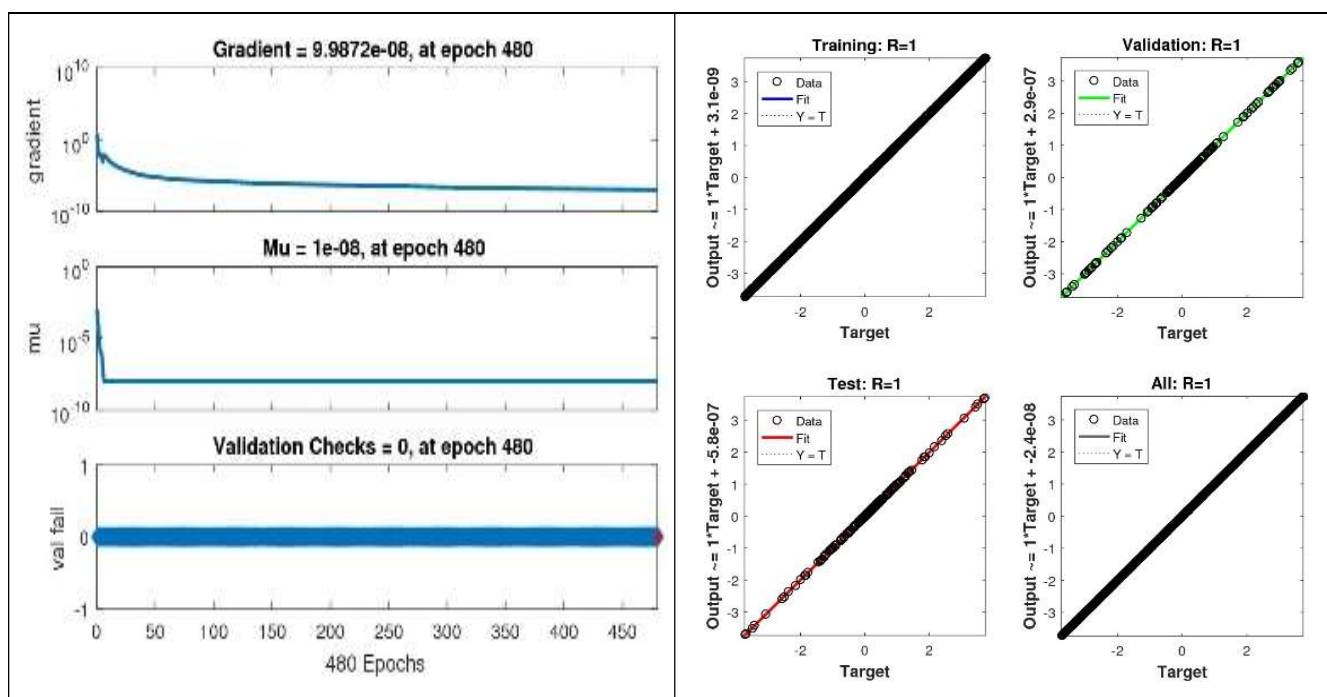 Gradient = 9.9872e-08, at epoch 480
10^10
10^0
10^-10
gradient
Mu = 1e-08, at epoch 480
10^0
10^-5
10^-10
mu
Validation Checks = 0, at epoch 480
1
0
-1
val fail
0 50 100 150 200 250 300 350 400 450
480 Epochs
Training: R=1
Output ~= 1*Target + 3.1e-09
Data
Fit
Y = T
3
2
1
0
-1
-2
-3
-2 0 2
Target
Validation: R=1
Output ~= 1*Target + 2.9e-07
Data
Fit
Y = T
3
2
1
0
-1
-2
-3
-2 0 2
Target
Test: R=1
Output ~= 1*Target + -5.8e-07
Data
Fit
Y = T
3
2
1
0
-1
-2
-3
-2 0 2
Target
All: R=1
Output ~= 1*Target + -2.4e-08
Data
Fit
Y = T
3
2
1
0
-1
-2
-3
-2 0 2
Target